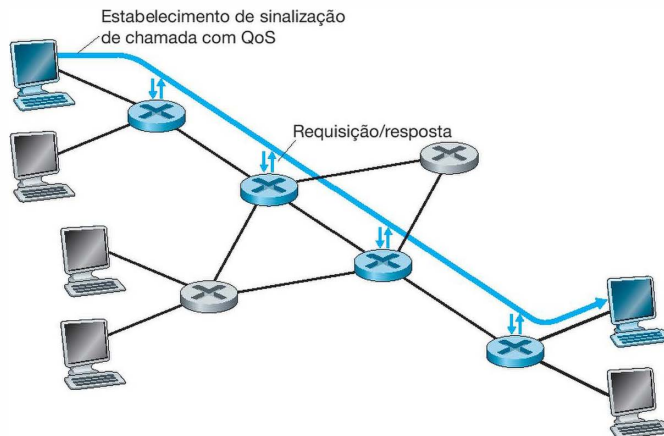 Estabelecimento de sinalização
de chamada com QoS
Requisição/resposta